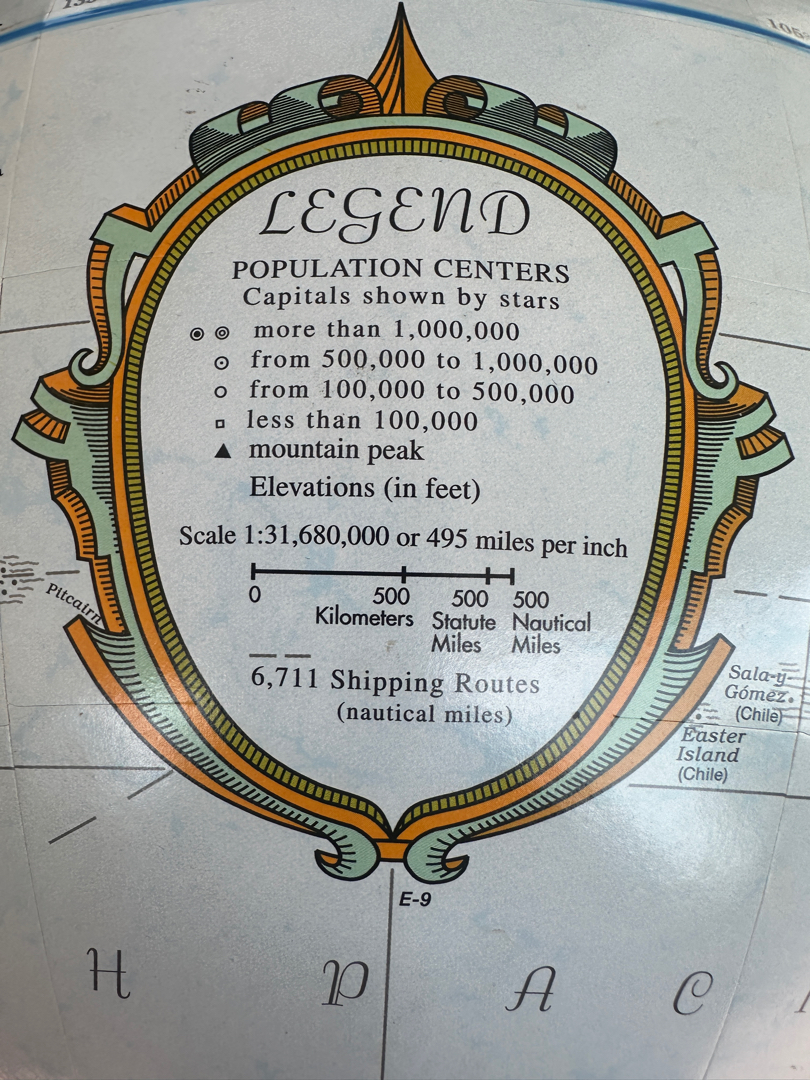 LEGEND
POPULATION CENTERS
Capitals shown by stars
more than 1,000,000
from 500,000 to 1,000,000
from 100,000 to 500,000
less than 100,000
mountain peak
Elevations (in feet)
Scale 1:31,680,000 or 495 miles per inch
0 500 500 500
Kilometers Statute Nautical
Miles Miles
6,711 Shipping Routes
(nautical miles)
Pitcairn
Sala-y-
Gómez
(Chile)
Easter
Island
(Chile)
E-9
H P A C